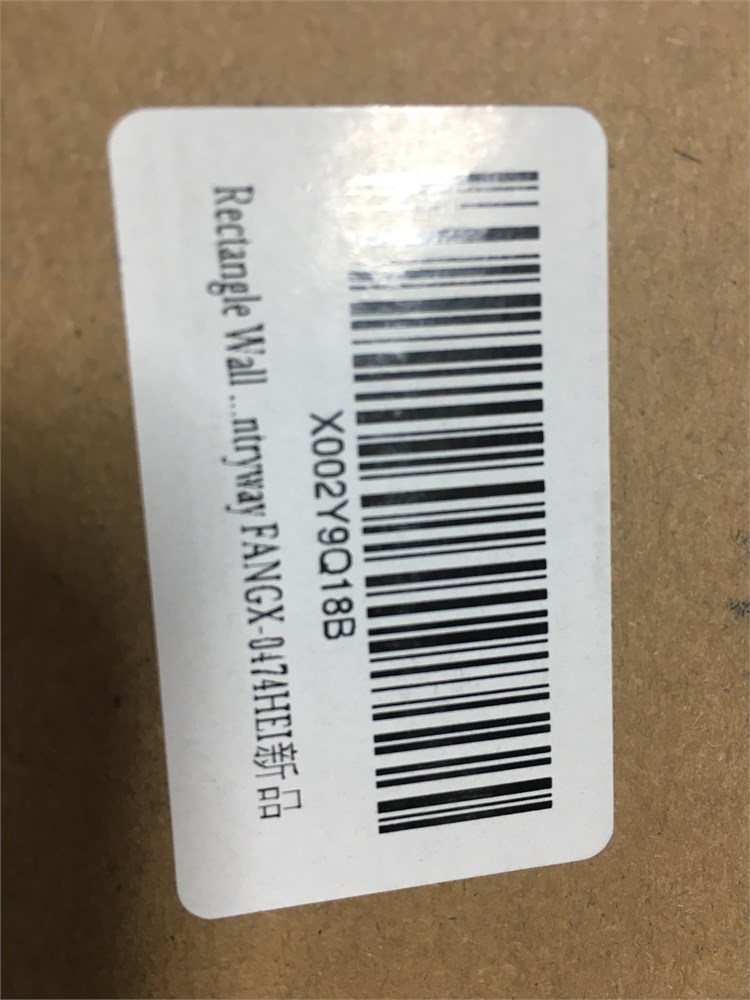 X002Y9Q18B
Rectangle Wall ...ntryway FANGX-0474HEI新品